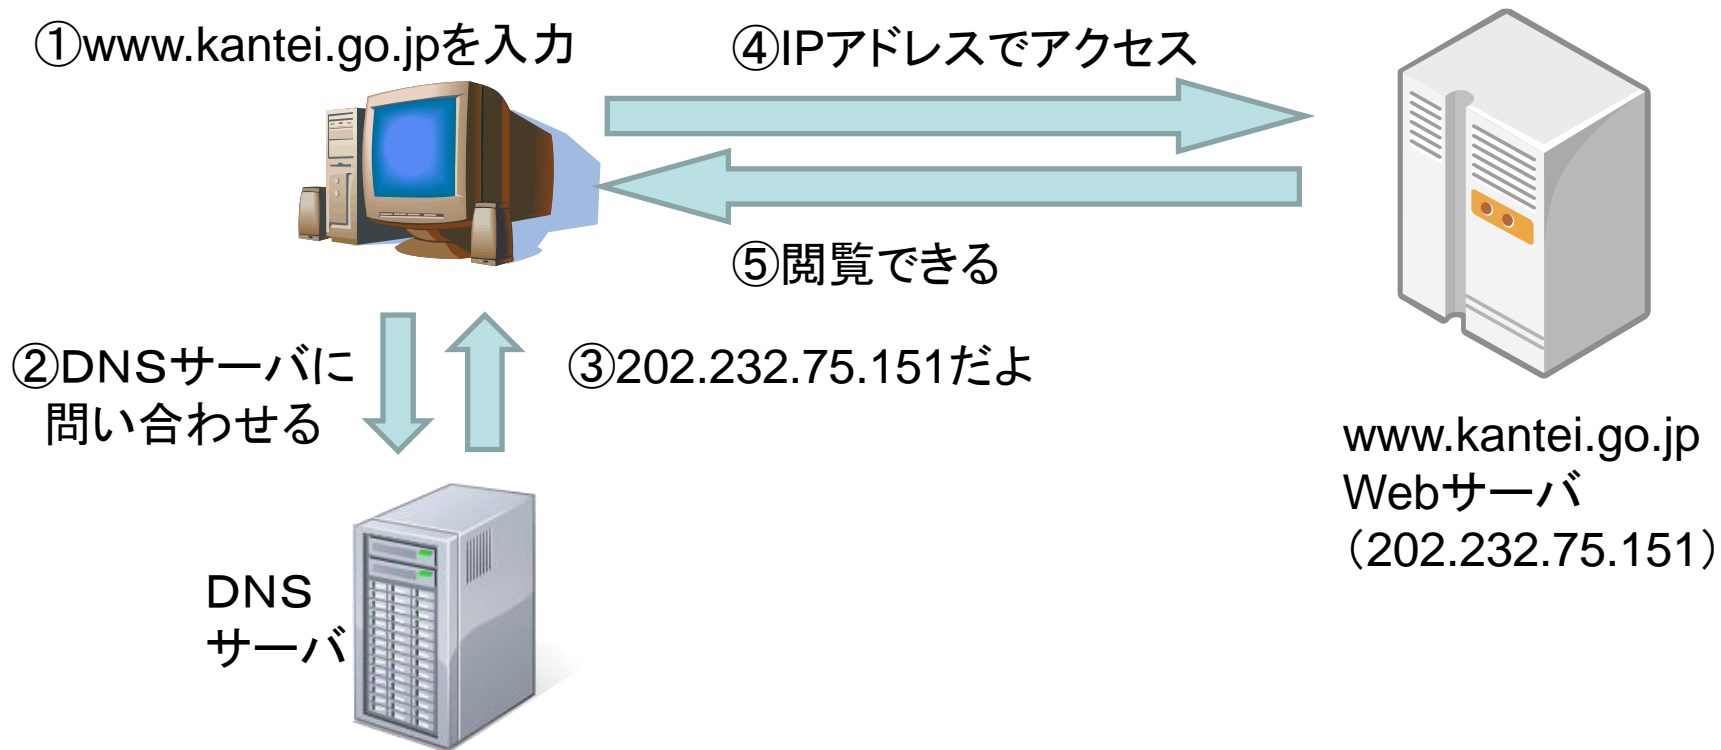 ①www.kantei.go.jpを入力
④IPアドレスでアクセス
⑤閲覧できる
②ＤＮＳサーバに
問い合わせる
③202.232.75.151だよ
ＤＮＳ
サーバ
www.kantei.go.jp
Webサーバ
（202.232.75.151）